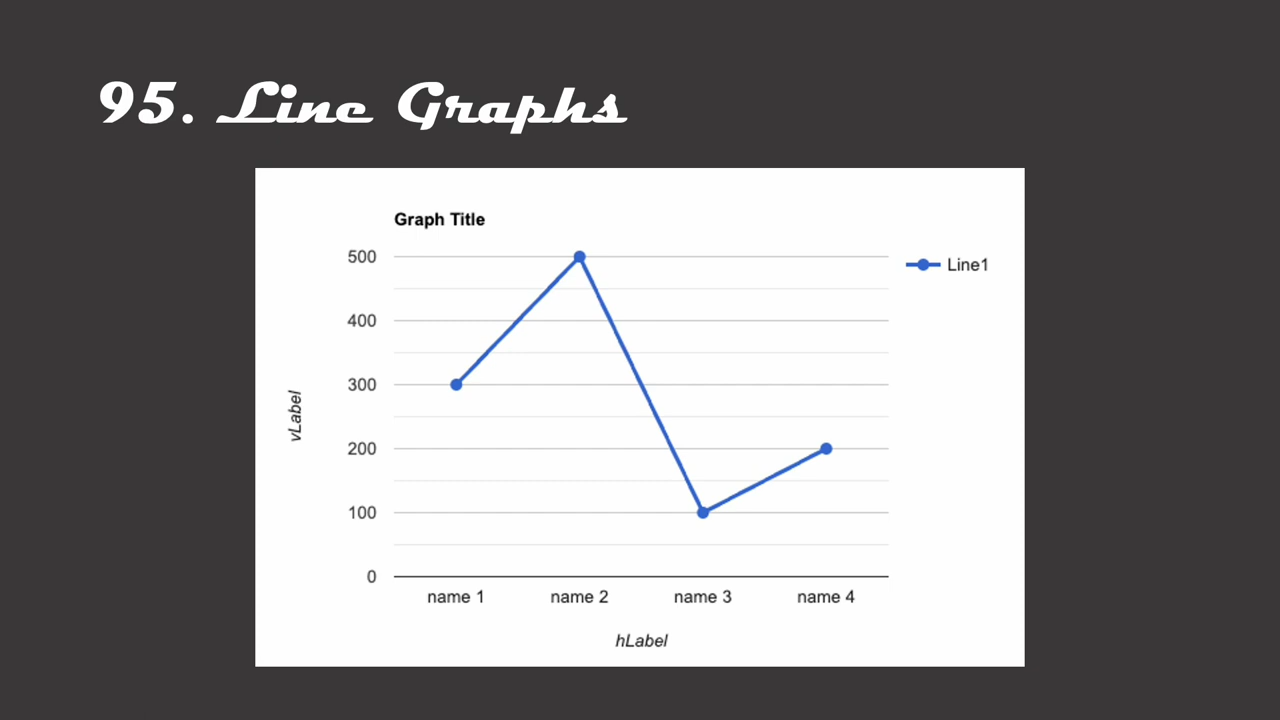 95. Line Graphs
Graph Title
500
Line1
400
300
vLabel
200
100
0
name 1 name 2 name 3 name 4
hLabel